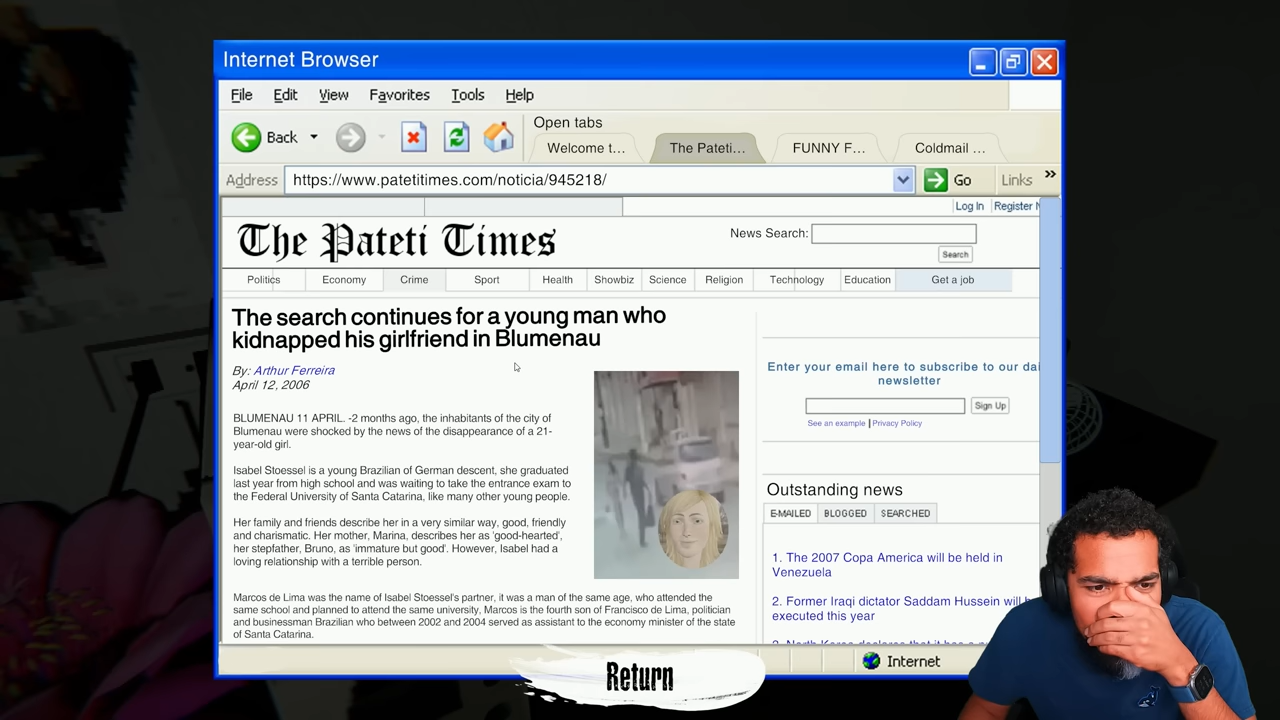 Internet Browser
File Edit View Favorites Tools Help
Back
Open tabs
Welcome t... The Pateti... FUNNY F... Coldmail ...
Address https://www.patetitimes.com/noticia/945218/ Go Links »
Log In Register
The Pateti Times
News Search:
Search
Politics Economy Crime Sport Health Showbiz Science Religion Technology Education Get a job
The search continues for a young man who
kidnapped his girlfriend in Blumenau
By: Arthur Ferreira
April 12, 2006
BLUMENAU 11 APRIL. -2 months ago, the inhabitants of the city of
Blumenau were shocked by the news of the disappearance of a 21-
year-old girl.
Isabel Stoessel is a young Brazilian of German descent, she graduated
last year from high school and was waiting to take the entrance exam to
the Federal University of Santa Catarina, like many other young people.
Her family and friends describe her in a very similar way, good, friendly
and charismatic. Her mother, Marina, describes her as 'good-hearted',
her stepfather, Bruno, as 'immature but good'. However, Isabel had a
loving relationship with a terrible person.
Marcos de Lima was the name of Isabel Stoessel's partner, it was a man of the same age, who attended the
same school and planned to attend the same university, Marcos is the fourth son of Francisco de Lima, politician
and businessman Brazilian who between 2002 and 2004 served as assistant to the economy minister of the state
of Santa Catarina.
Enter your email here to subscribe to our dai
newsletter
Sign Up
See an example | Privacy Policy
Outstanding news
E-MAILED BLOGGED SEARCHED
1. The 2007 Copa America will be held in
Venezuela
2. Former Iraqi dictator Saddam Hussein will
executed this year
Internet
Return